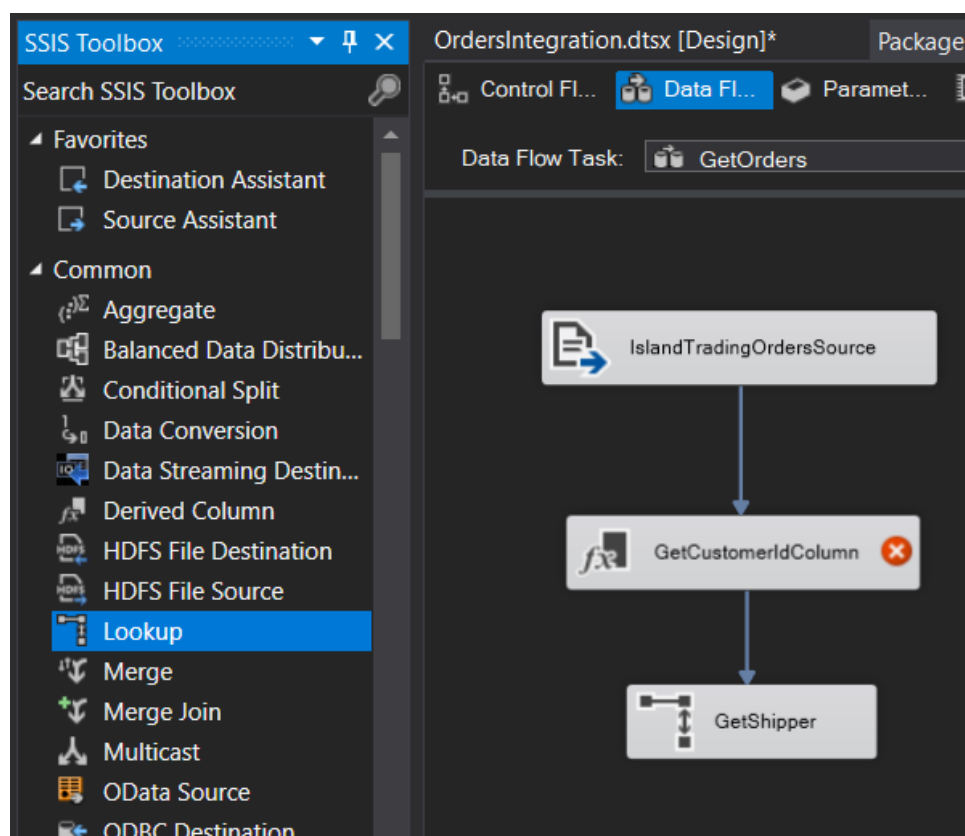 SSIS Toolbox
Search SSIS Toolbox
Favorites
Destination Assistant
Source Assistant
Common
Aggregate
Balanced Data Distribu...
Conditional Split
Data Conversion
Data Streaming Destin...
Derived Column
HDFS File Destination
HDFS File Source
Lookup
Merge
Merge Join
Multicast
OData Source
ODBC Destination
OrdersIntegration.dtsx [Design]*
Package
Control Fl...
Data Fl...
Paramet...
Data Flow Task:
GetOrders
IslandTradingOrdersSource
GetCustomerIdColumn
GetShipper